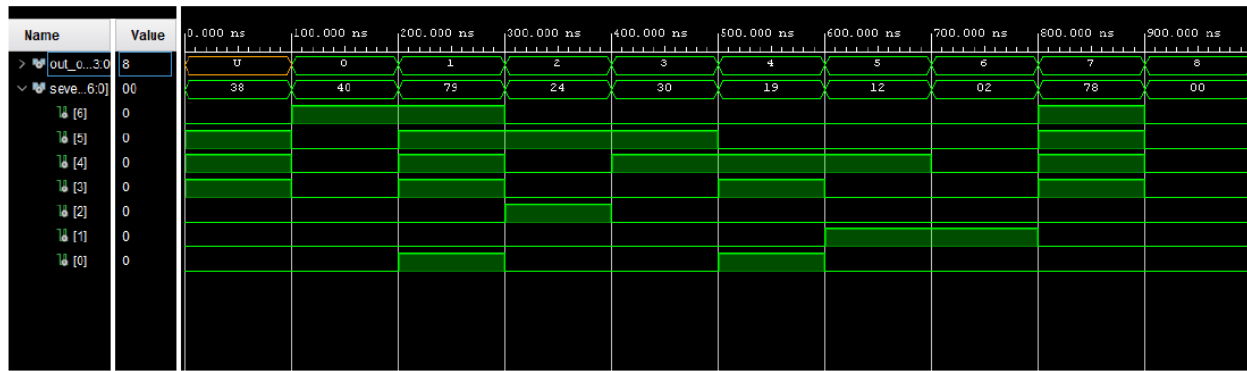 Name Value 0.000 ns 100.000 ns 200.000 ns 300.000 ns 400.000 ns 500.000 ns 600.000 ns 700.000 ns 800.000 ns 900.000 ns
> out_o...3:0 8 U 0 1 2 3 4 5 6 7 8
seve...6:0] 00 38 40 79 24 30 19 12 02 78 00
[6] 0
[5] 0
[4] 0
[3] 0
[2] 0
[1] 0
[0] 0